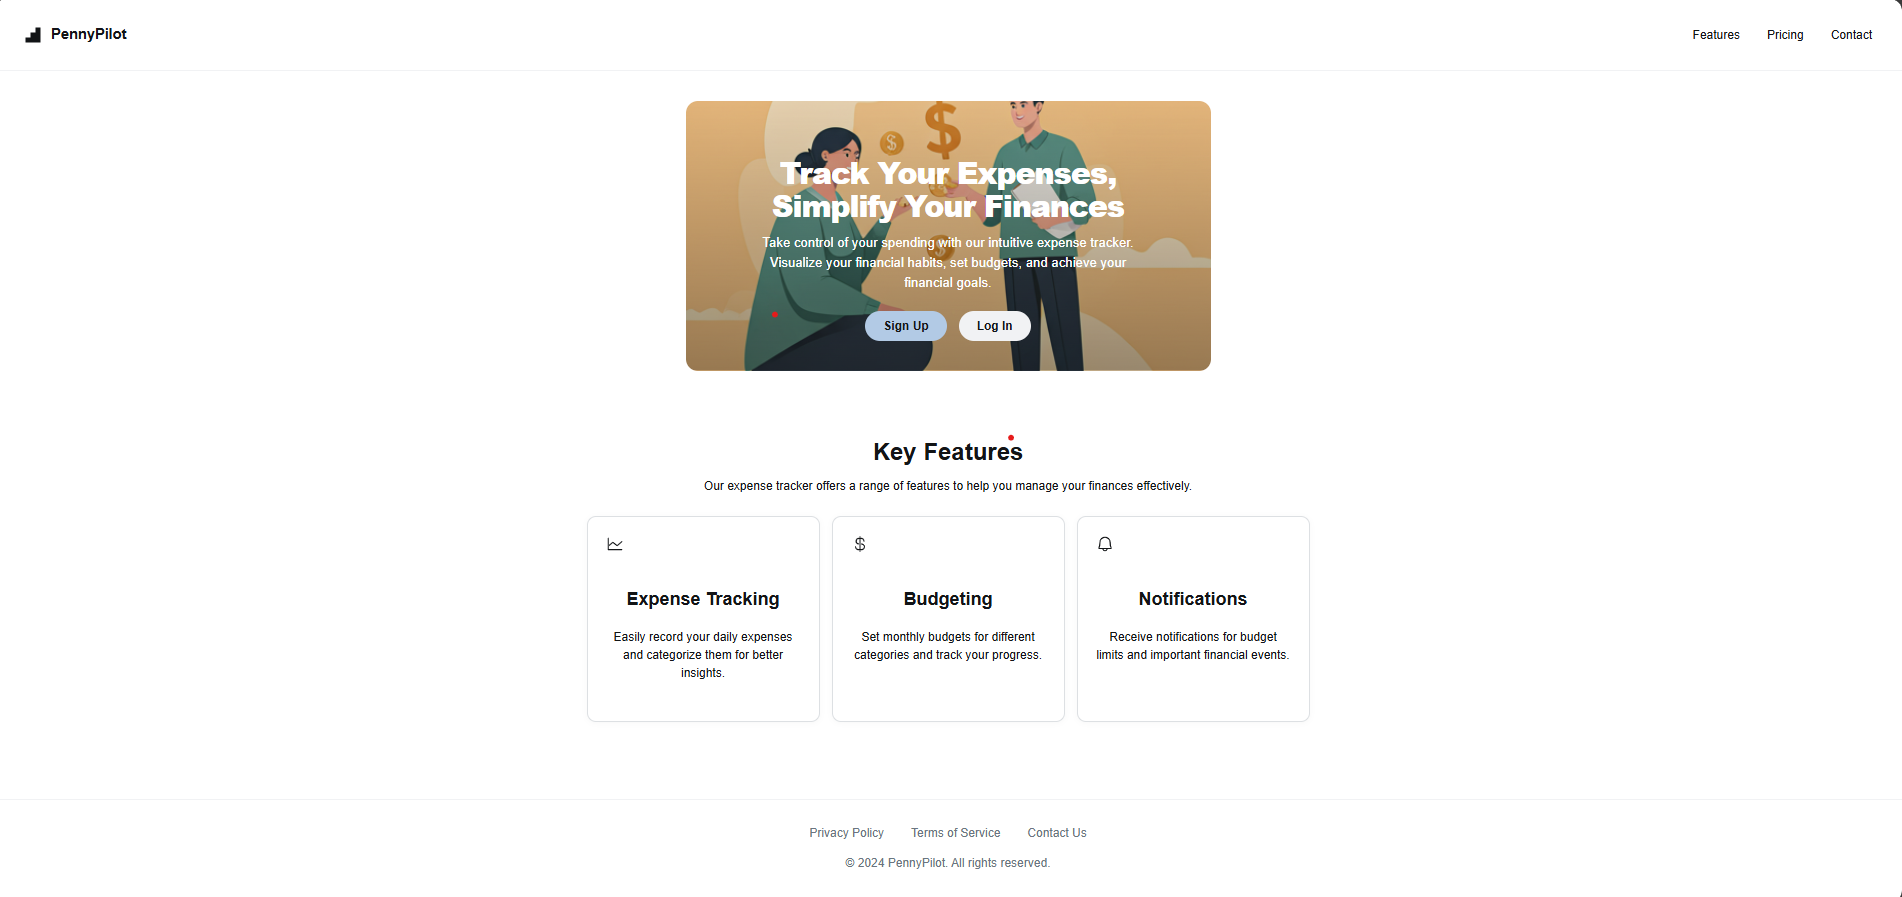 PennyPilot
Features
Pricing
Contact
Track Your Expenses,
Simplify Your Finances
Take control of your spending with our intuitive expense tracker.
Visualize your financial habits, set budgets, and achieve your
financial goals.
Sign Up
Log In
Key Features
Our expense tracker offers a range of features to help you manage your finances effectively.
Expense Tracking
Easily record your daily expenses
and categorize them for better
insights.
Budgeting
Set monthly budgets for different
categories and track your progress.
Notifications
Receive notifications for budget
limits and important financial events.
Privacy Policy
Terms of Service
Contact Us
© 2024 PennyPilot. All rights reserved.